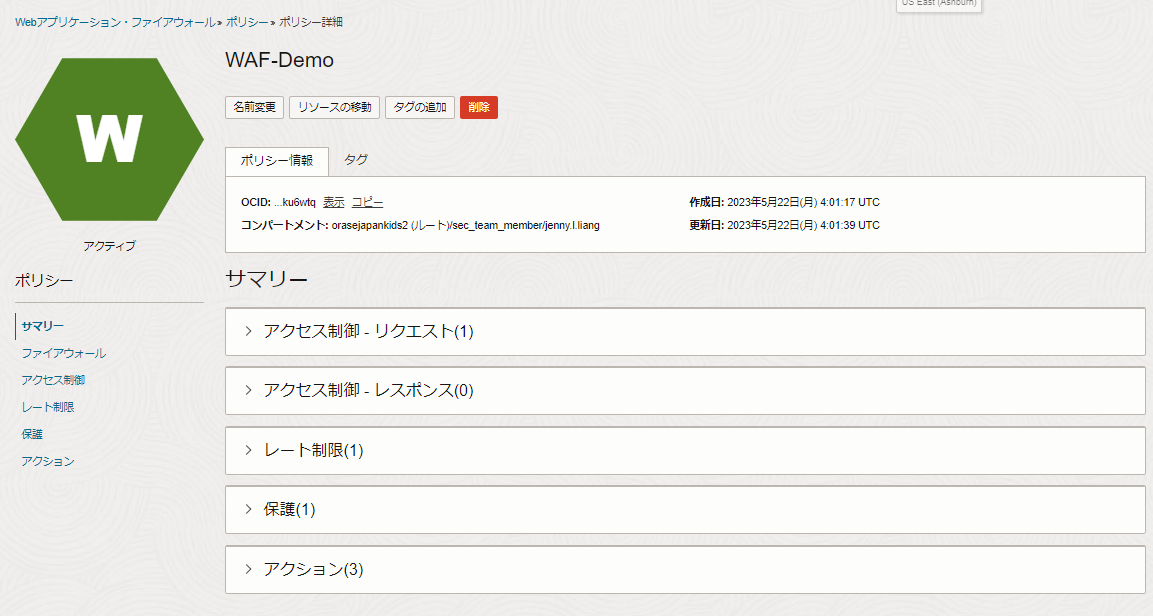 US East (Ashburn)
Webアプリケーション・ファイアウォール » ポリシー » ポリシー詳細
W
アクティブ
WAF-Demo
名前変更 リソースの移動 タグの追加 削除
ポリシー情報 タグ
OCID: ...ku6wtq 表示 コピー
コンパートメント: orasejapankids2 (ルート)/sec_team_member/jenny.l.liang
作成日: 2023年5月22日(月) 4:01:17 UTC
更新日: 2023年5月22日(月) 4:01:39 UTC
ポリシー
サマリー
ファイアウォール
アクセス制御
レート制限
保護
アクション
サマリー
アクセス制御 - リクエスト(1)
アクセス制御 - レスポンス(0)
レート制限(1)
保護(1)
アクション(3)